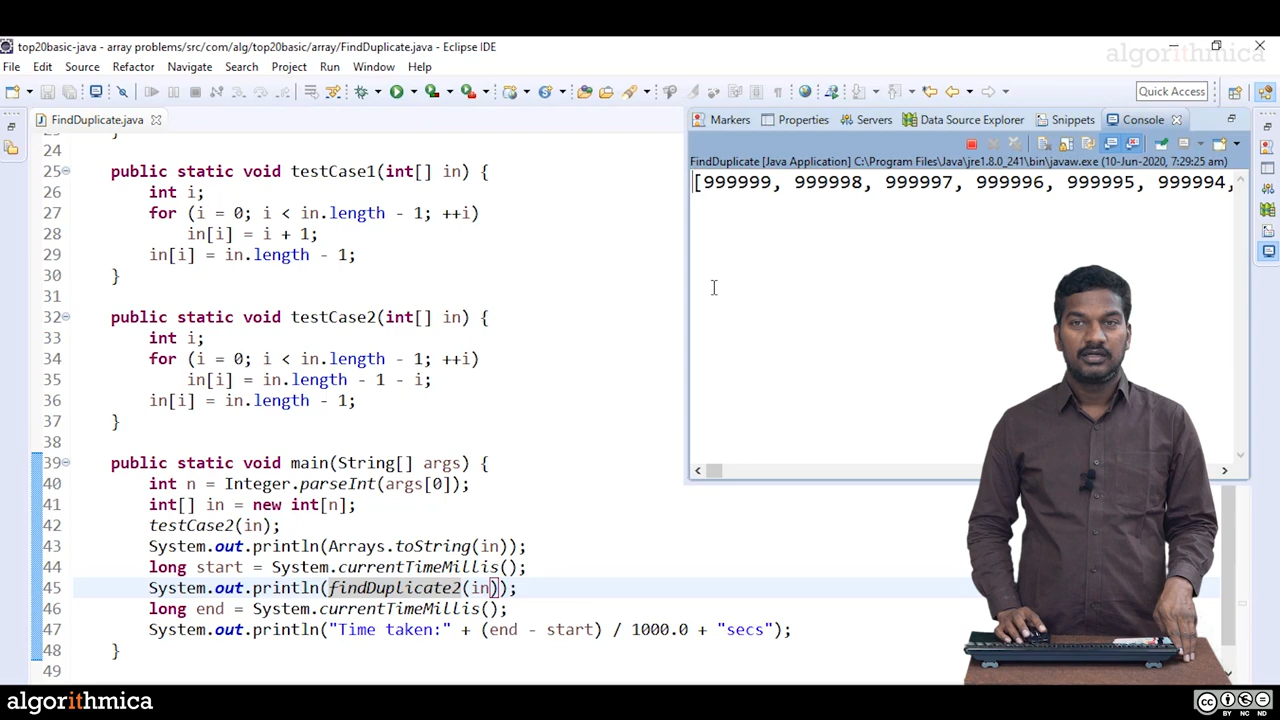 top20basic-java - array problems/src/com/alg/top20basic/array/FindDuplicate.java - Eclipse IDE
algorithmica
File Edit Source Refactor Navigate Search Project Run Window Help
Quick Access
FindDuplicate.java
Markers Properties Servers Data Source Explorer Snippets Console
FindDuplicate [Java Application] C:\Program Files\Java\jre1.8.0_241\bin\javaw.exe (10-Jun-2020, 7:29:25 am)
[999999, 999998, 999997, 999996, 999995, 999994,
24
25 public static void testCase1(int[] in) {
26 int i;
27 for (i = 0; i < in.length - 1; ++i)
28 in[i] = i + 1;
29 in[i] = in.length - 1;
30 }
31
32 public static void testCase2(int[] in) {
33 int i;
34 for (i = 0; i < in.length - 1; ++i)
35 in[i] = in.length - 1 - i;
36 in[i] = in.length - 1;
37 }
38
39 public static void main(String[] args) {
40 int n = Integer.parseInt(args[0]);
41 int[] in = new int[n];
42 testCase2(in);
43 System.out.println(Arrays.toString(in));
44 long start = System.currentTimeMillis();
45 System.out.println(findDuplicate2(in));
46 long end = System.currentTimeMillis();
47 System.out.println("Time taken:" + (end - start) / 1000.0 + "secs");
48 }
49
algorithmica
cc BY NC ND